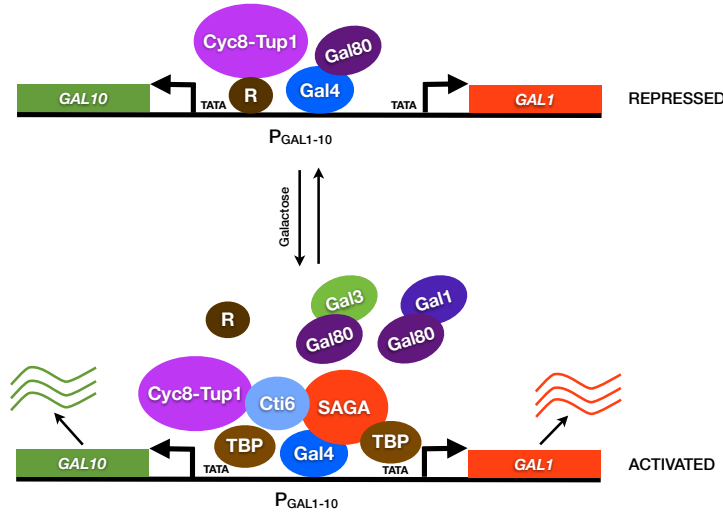 Cyc8-Tup1
Gal80
R
Gal4
GAL10
TATA
TATA
GAL1
REPRESSED
PGAL1-10
Galactose
Gal3
Gal1
R
Gal80
Gal80
Cyc8-Tup1
Cti6
SAGA
TBP
Gal4
TBP
GAL10
TATA
TATA
GAL1
ACTIVATED
PGAL1-10